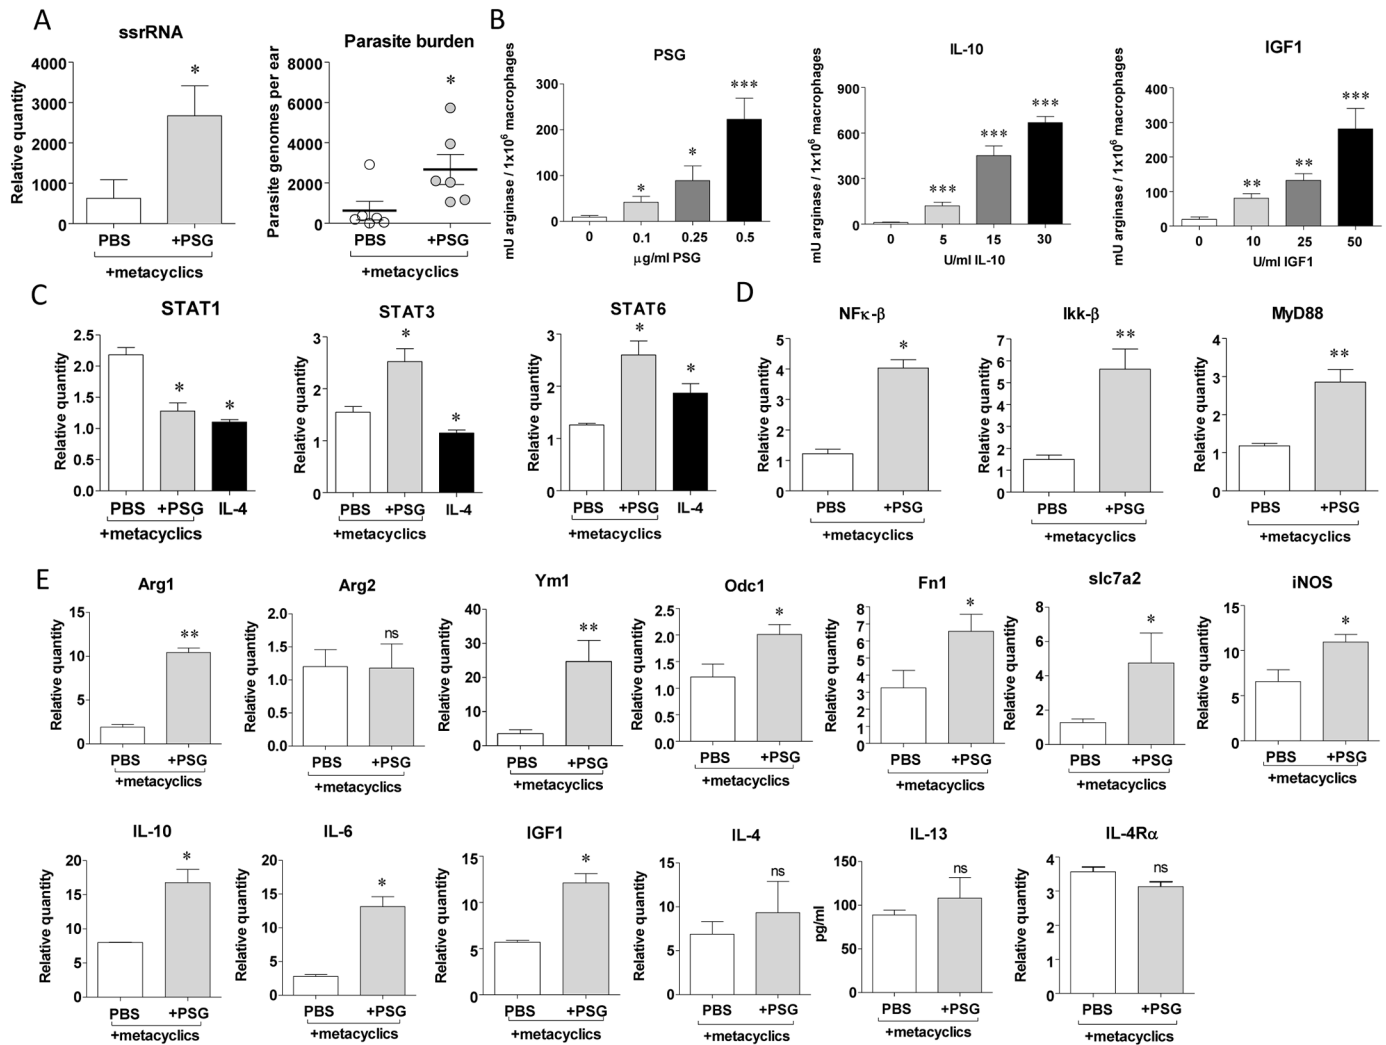 A
ssrRNA
Relative quantity
4000
3000
2000
1000
0
*
PBS
+PSG
+metacyclics
Parasite burden
Parasite genomes per ear
8000
6000
4000
2000
0
*
PBS
+PSG
+metacyclics
B
PSG
mU arginase / 1x10⁶ macrophages
300
200
100
0
*
*
***
0 0.1 0.25 0.5
μg/ml PSG
IL-10
mU arginase / 1x10⁶ macrophages
900
600
300
0
***
***
***
0 5 15 30
U/ml IL-10
IGF1
mU arginase / 1x10⁶ macrophages
400
300
200
100
0
**
**
***
0 10 25 50
U/ml IGF1
C
STAT1
Relative quantity
2.5
2.0
1.5
1.0
0.5
0.0
*
*
PBS +PSG IL-4
+metacyclics
STAT3
Relative quantity
3
2
1
0
*
*
PBS +PSG IL-4
+metacyclics
STAT6
Relative quantity
3
2
1
0
*
*
PBS +PSG IL-4
+metacyclics
D
NFκ-β
Relative quantity
5
4
3
2
1
0
*
PBS +PSG
+metacyclics
Ikk-β
Relative quantity
7
6
5
4
3
2
1
0
**
PBS +PSG
+metacyclics
MyD88
Relative quantity
4
3
2
1
0
**
PBS +PSG
+metacyclics
E
Arg1
Relative quantity
15
10
5
0
**
PBS +PSG
+metacyclics
Arg2
Relative quantity
2.0
1.5
1.0
0.5
0.0
ns
PBS +PSG
+metacyclics
Ym1
Relative quantity
40
30
20
10
0
**
PBS +PSG
+metacyclics
Odc1
Relative quantity
2.5
2.0
1.5
1.0
0.5
0.0
*
PBS +PSG
+metacyclics
Fn1
Relative quantity
8
7
6
5
4
3
2
1
0
*
PBS +PSG
+metacyclics
slc7a2
Relative quantity
8
6
4
2
0
*
PBS +PSG
+metacyclics
iNOS
Relative quantity
15
10
5
0
*
PBS +PSG
+metacyclics
IL-10
Relative quantity
20
15
10
5
0
*
PBS +PSG
+metacyclics
IL-6
Relative quantity
20
15
10
5
0
*
PBS +PSG
+metacyclics
IGF1
Relative quantity
15
10
5
0
*
PBS +PSG
+metacyclics
IL-4
Relative quantity
15
10
5
0
ns
PBS +PSG
+metacyclics
IL-13
pg/ml
150
100
50
0
ns
PBS +PSG
+metacyclics
IL-4Rα
Relative quantity
4
3
2
1
0
ns
PBS +PSG
+metacyclics